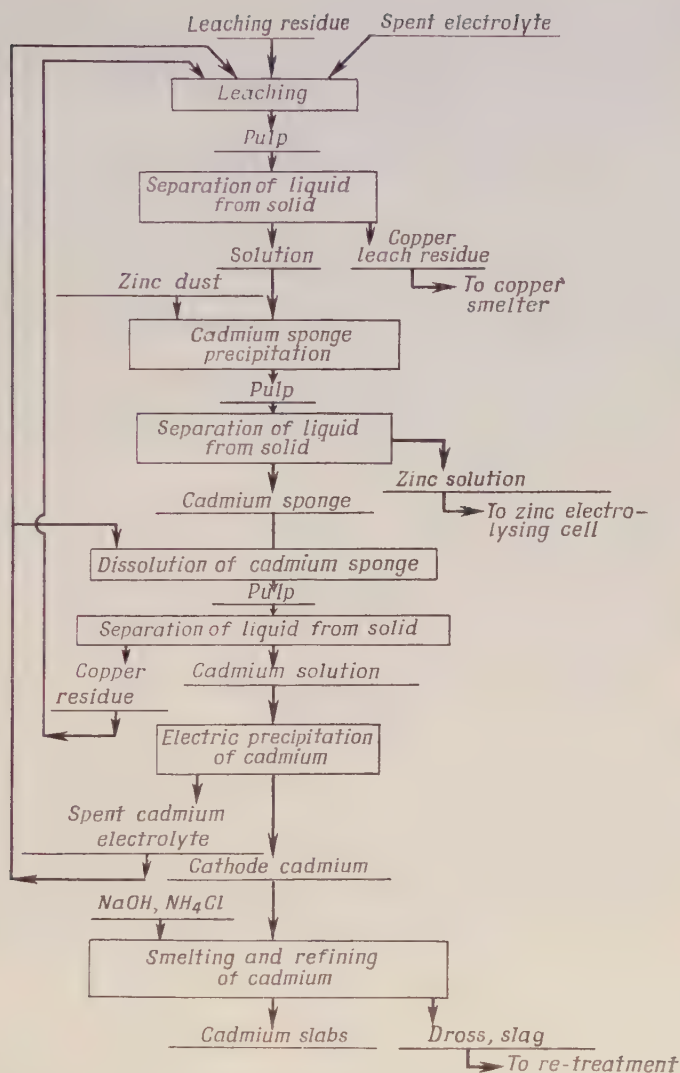 Leaching residue
Spent electrolyte
Leaching
Pulp
Separation of liquid
from solid
Solution
Copper
leach residue
To copper
smelter
Zinc dust
Cadmium sponge
precipitation
Pulp
Separation of liquid
from solid
Zinc solution
To zinc electro-
lysing cell
Cadmium sponge
Dissolution of cadmium sponge
Pulp
Separation of liquid from solid
Copper
residue
Cadmium solution
Electric precipitation
of cadmium
Spent cadmium
electrolyte
Cathode cadmium
NaOH, NH4Cl
Smelting and refining
of cadmium
Cadmium slabs
Dross, slag
To re-treatment